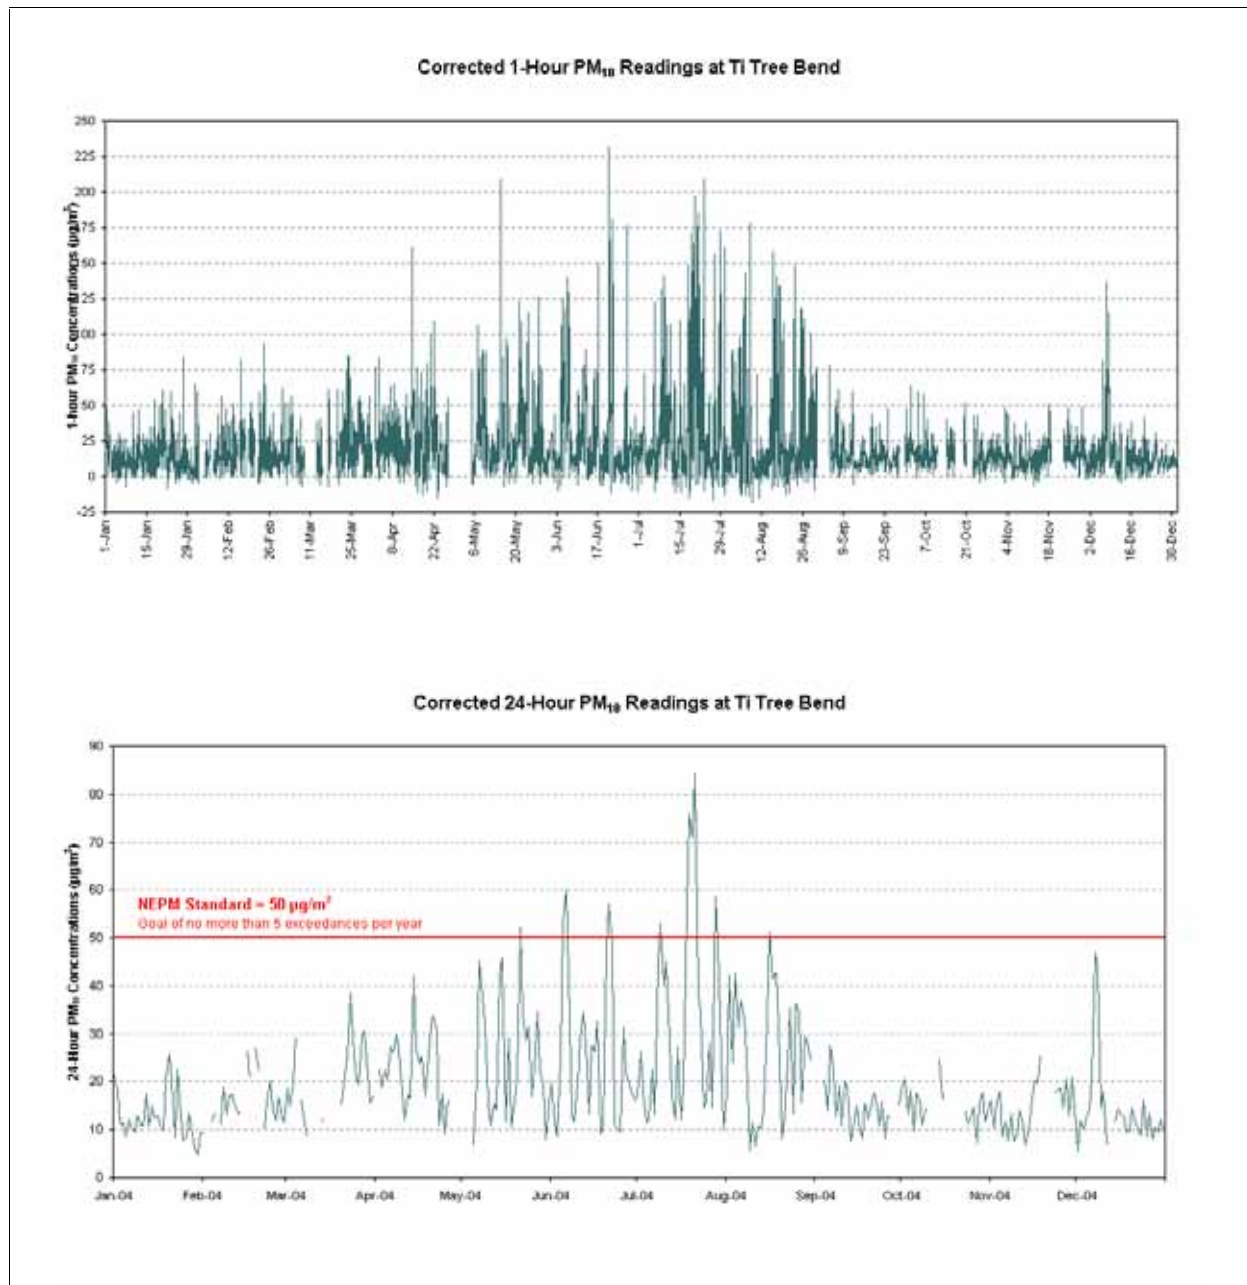 Corrected 1-Hour PM₁₀ Readings at Ti Tree Bend
1-hour PM₁₀ Concentrations (µg/m³)
250
225
200
175
150
125
100
75
50
25
0
-25
1-Jan
15-Jan
29-Jan
12-Feb
26-Feb
11-Mar
25-Mar
8-Apr
22-Apr
6-May
20-May
3-Jun
17-Jun
1-Jul
15-Jul
29-Jul
12-Aug
26-Aug
9-Sep
23-Sep
7-Oct
21-Oct
4-Nov
18-Nov
2-Dec
16-Dec
30-Dec
Corrected 24-Hour PM₁₀ Readings at Ti Tree Bend
24-Hour PM₁₀ Concentrations (µg/m³)
90
80
70
60
50
40
30
20
10
0
NEPM Standard = 50 µg/m³
Goal of no more than 5 exceedances per year
Jan-04
Feb-04
Mar-04
Apr-04
May-04
Jun-04
Jul-04
Aug-04
Sep-04
Oct-04
Nov-04
Dec-04